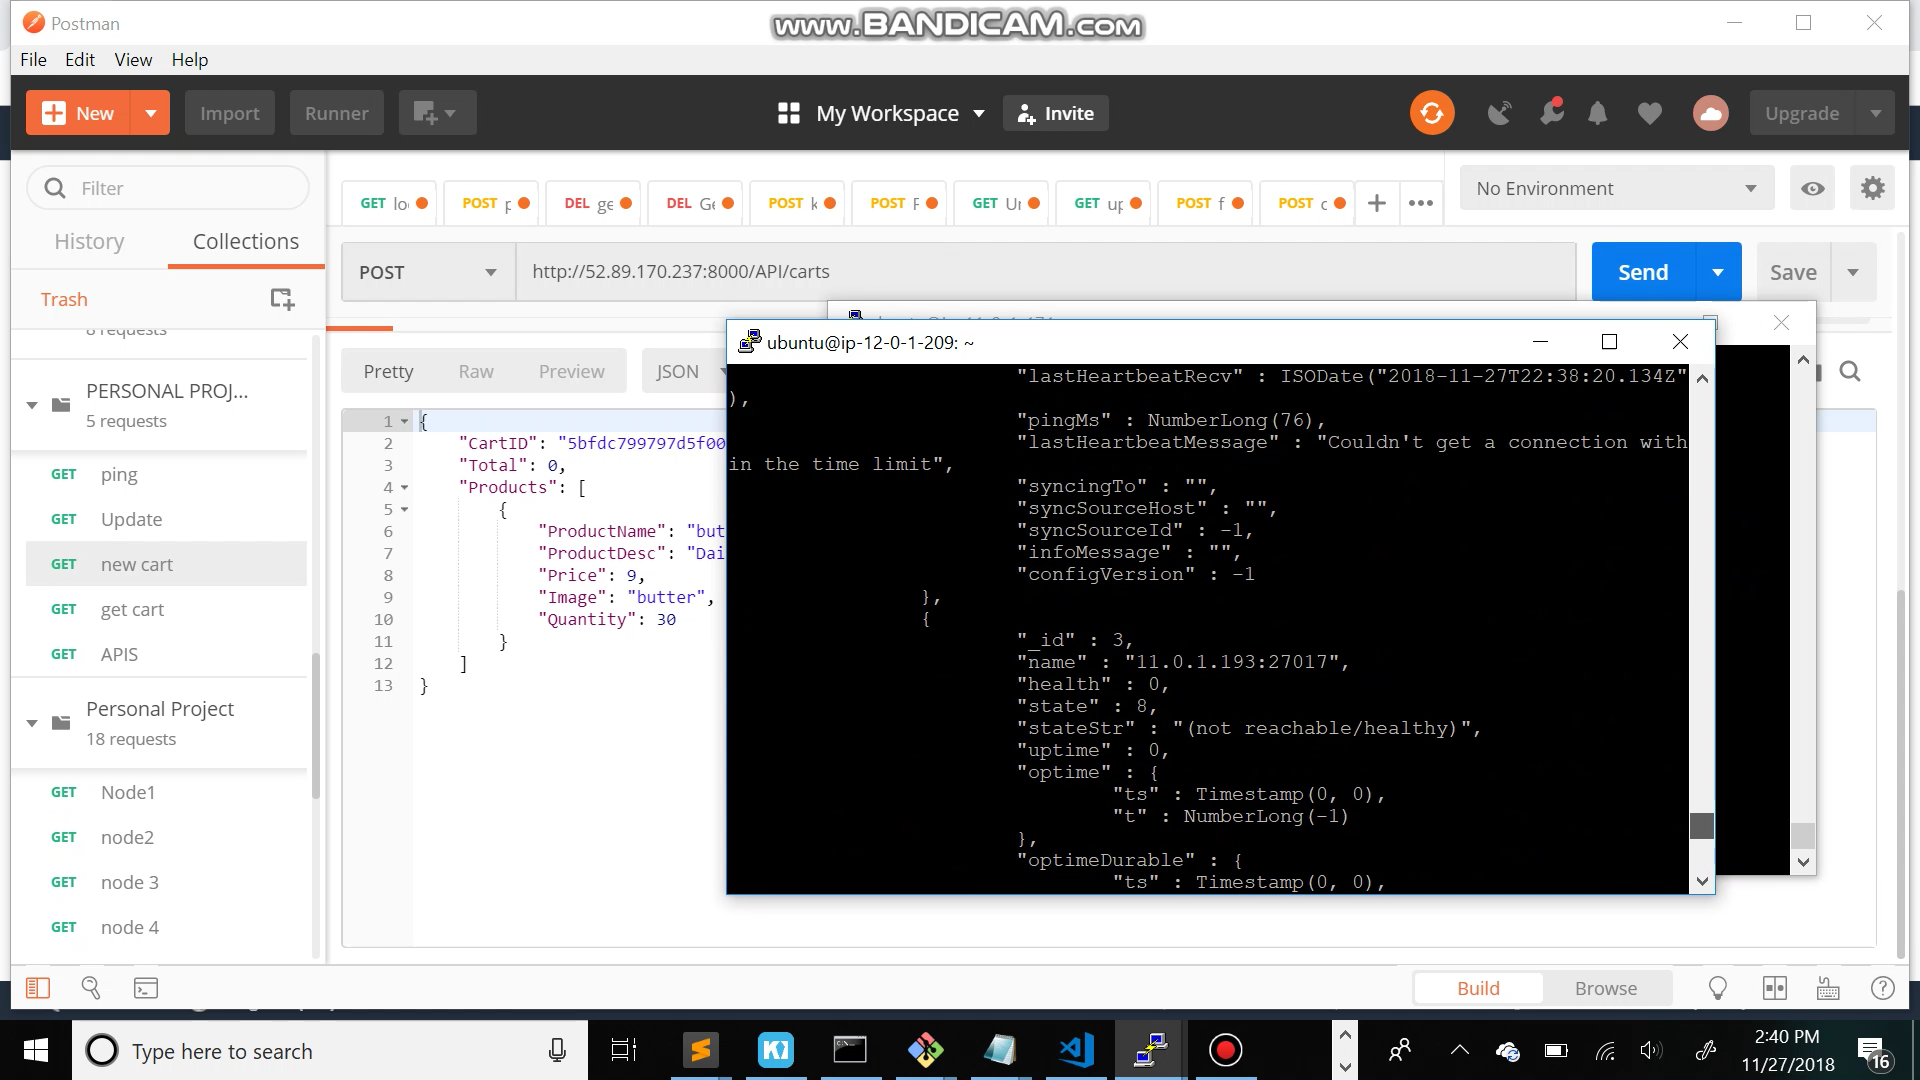 Postman
www.BANDICAM.com
File Edit View Help
New Import Runner My Workspace Invite Upgrade
Filter
History Collections
Trash
8 requests
PERSONAL PROJ...
5 requests
GET ping
GET Update
GET new cart
GET get cart
GET APIS
Personal Project
18 requests
GET Node1
GET node2
GET node 3
GET node 4
GET lo POST p DEL ge DEL Ge POST k POST F GET Ur GET up POST f POST c + •••
No Environment
POST http://52.89.170.237:8000/API/carts Send Save
Pretty Raw Preview JSON
1 {
2 "CartID": "5bfdc799797d5f00
3 "Total": 0,
4 "Products": [
5 {
6 "ProductName": "but
7 "ProductDesc": "Dai
8 "Price": 9,
9 "Image": "butter",
10 "Quantity": 30
11 }
12 ]
13 }
ubuntu@ip-12-0-1-209: ~
"lastHeartbeatRecv" : ISODate("2018-11-27T22:38:20.134Z"
),
"pingMs" : NumberLong(76),
"lastHeartbeatMessage" : "Couldn't get a connection with
in the time limit",
"syncingTo" : "",
"syncSourceHost" : "",
"syncSourceId" : -1,
"infoMessage" : "",
"configVersion" : -1
},
{
"_id" : 3,
"name" : "11.0.1.193:27017",
"health" : 0,
"state" : 8,
"stateStr" : "(not reachable/healthy)",
"uptime" : 0,
"optime" : {
"ts" : Timestamp(0, 0),
"t" : NumberLong(-1)
},
"optimeDurable" : {
"ts" : Timestamp(0, 0),
Build Browse
Type here to search
2:40 PM
11/27/2018
16